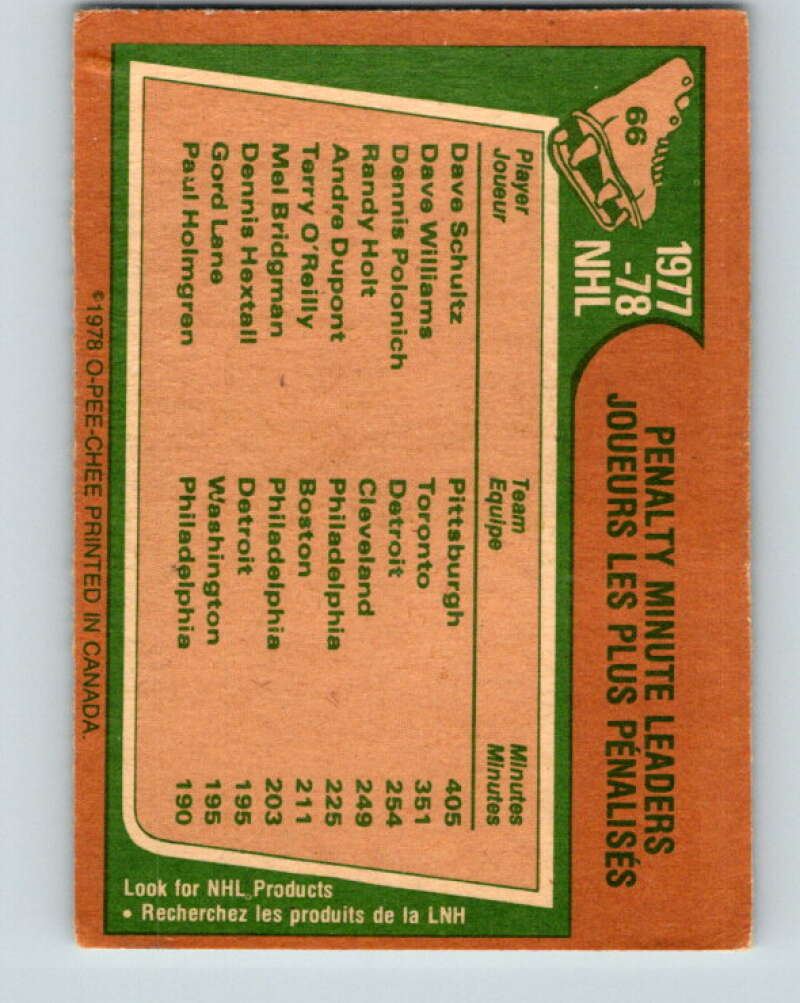 66
1977
-78
NHL
PENALTY MINUTE LEADERS
JOUEURS LES PLUS PÉNALISÉS
Player Team Minutes
Joueur Equipe Minutes
Dave Schultz Pittsburgh 405
Dave Williams Toronto 351
Dennis Polonich Detroit 254
Randy Holt Cleveland 249
Andre Dupont Philadelphia 225
Terry O'Reilly Boston 211
Mel Bridgman Philadelphia 203
Dennis Hextall Detroit 195
Gord Lane Washington 195
Paul Holmgren Philadelphia 190
Look for NHL Products
• Recherchez les produits de la LNH
©1978 O-PEE-CHEE PRINTED IN CANADA.